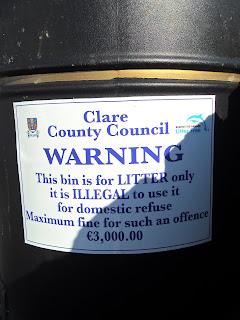 Clare
County Council
WARNING
This bin is for LITTER only
it is ILLEGAL to use it
for domestic refuse
Maximum fine for such an offence
€3,000.00